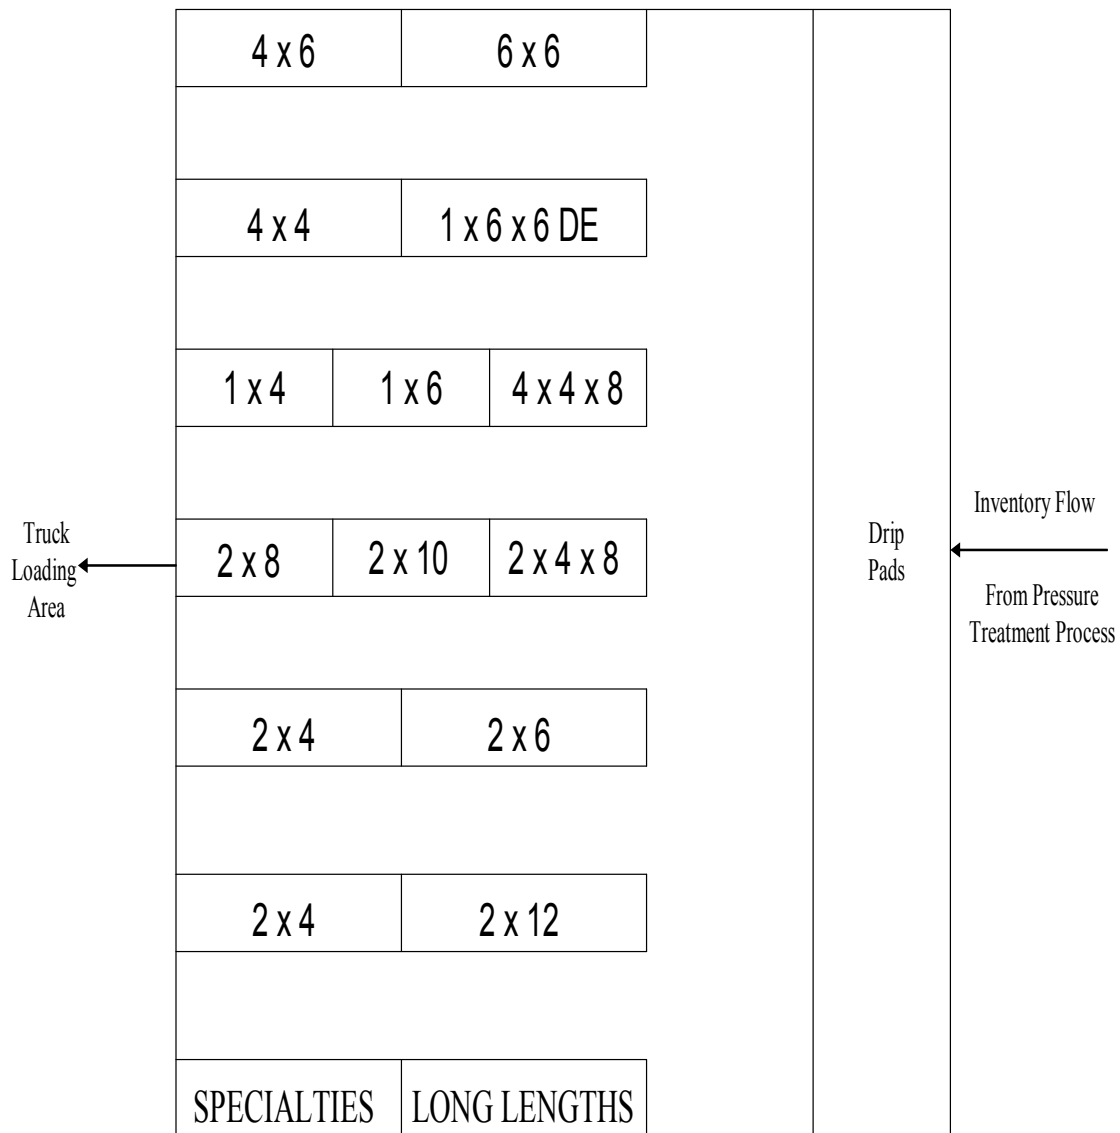 4 x 6
6 x 6
4 x 4
1 x 6 x 6 DE
1 x 4
1 x 6
4 x 4 x 8
Truck
Loading
Area
2 x 8
2 x 10
2 x 4 x 8
Drip
Pads
Inventory Flow
From Pressure
Treatment Process
2 x 4
2 x 6
2 x 4
2 x 12
SPECIALTIES
LONG LENGTHS